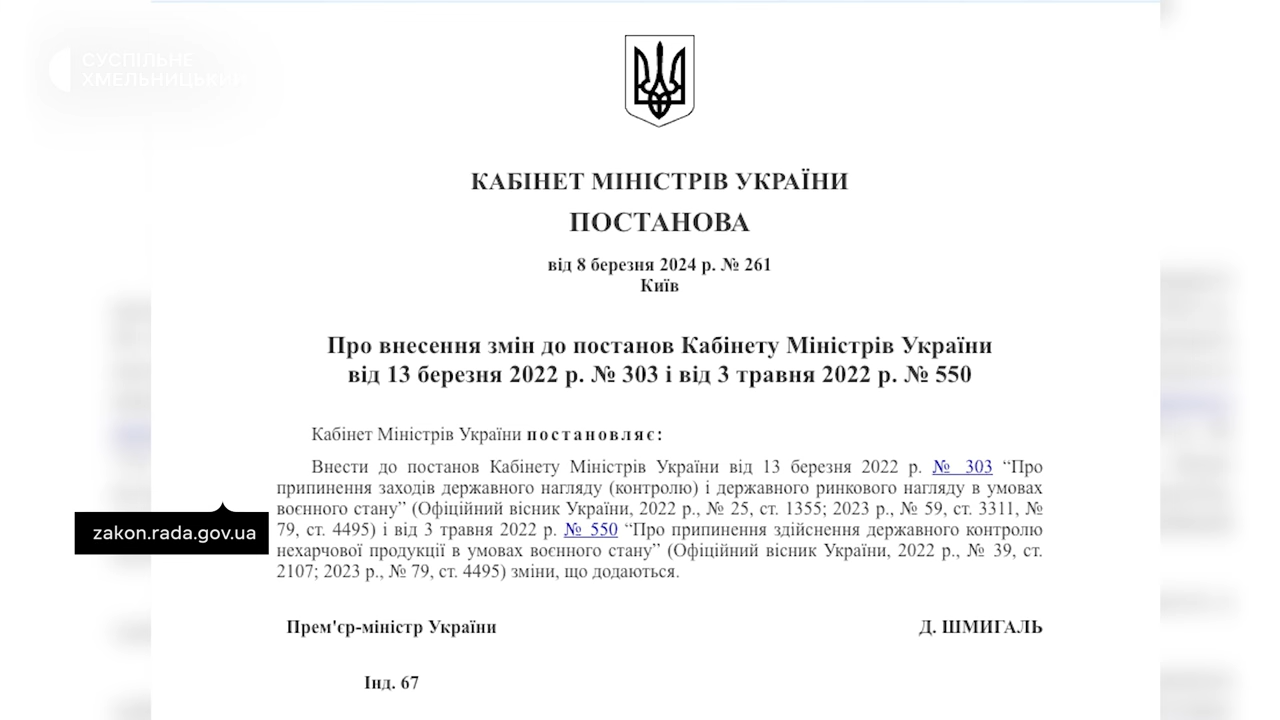 СУСПІЛЬНЕ
ХМЕЛЬНИЦЬКИЙ
КАБІНЕТ МІНІСТРІВ УКРАЇНИ
ПОСТАНОВА
від 8 березня 2024 р. № 261
Київ
Про внесення змін до постанов Кабінету Міністрів України
від 13 березня 2022 р. № 303 і від 3 травня 2022 р. № 550
Кабінет Міністрів України постановляє:
Внести до постанов Кабінету Міністрів України від 13 березня 2022 р. № 303 “Про
припинення заходів державного нагляду (контролю) і державного ринкового нагляду в умовах
воєнного стану” (Офіційний вісник України, 2022 р., № 25, ст. 1355; 2023 р., № 59, ст. 3311, №
79, ст. 4495) і від 3 травня 2022 р. № 550 “Про припинення здійснення державного контролю
нехарчової продукції в умовах воєнного стану” (Офіційний вісник України, 2022 р., № 39, ст.
2107; 2023 р., № 79, ст. 4495) зміни, що додаються.
zakon.rada.gov.ua
Прем'єр-міністр України Д. ШМИГАЛЬ
Інд. 67